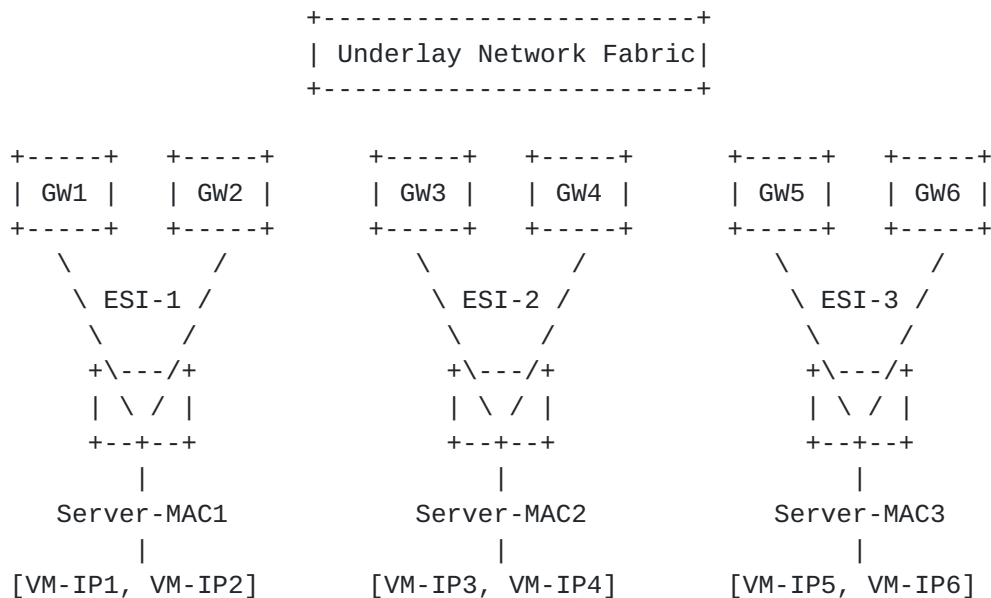 Underlay Network Fabric
GW1 GW2 GW3 GW4 GW5 GW6
ESI-1 ESI-2 ESI-3
Server-MAC1 Server-MAC2 Server-MAC3
[VM-IP1, VM-IP2] [VM-IP3, VM-IP4] [VM-IP5, VM-IP6]